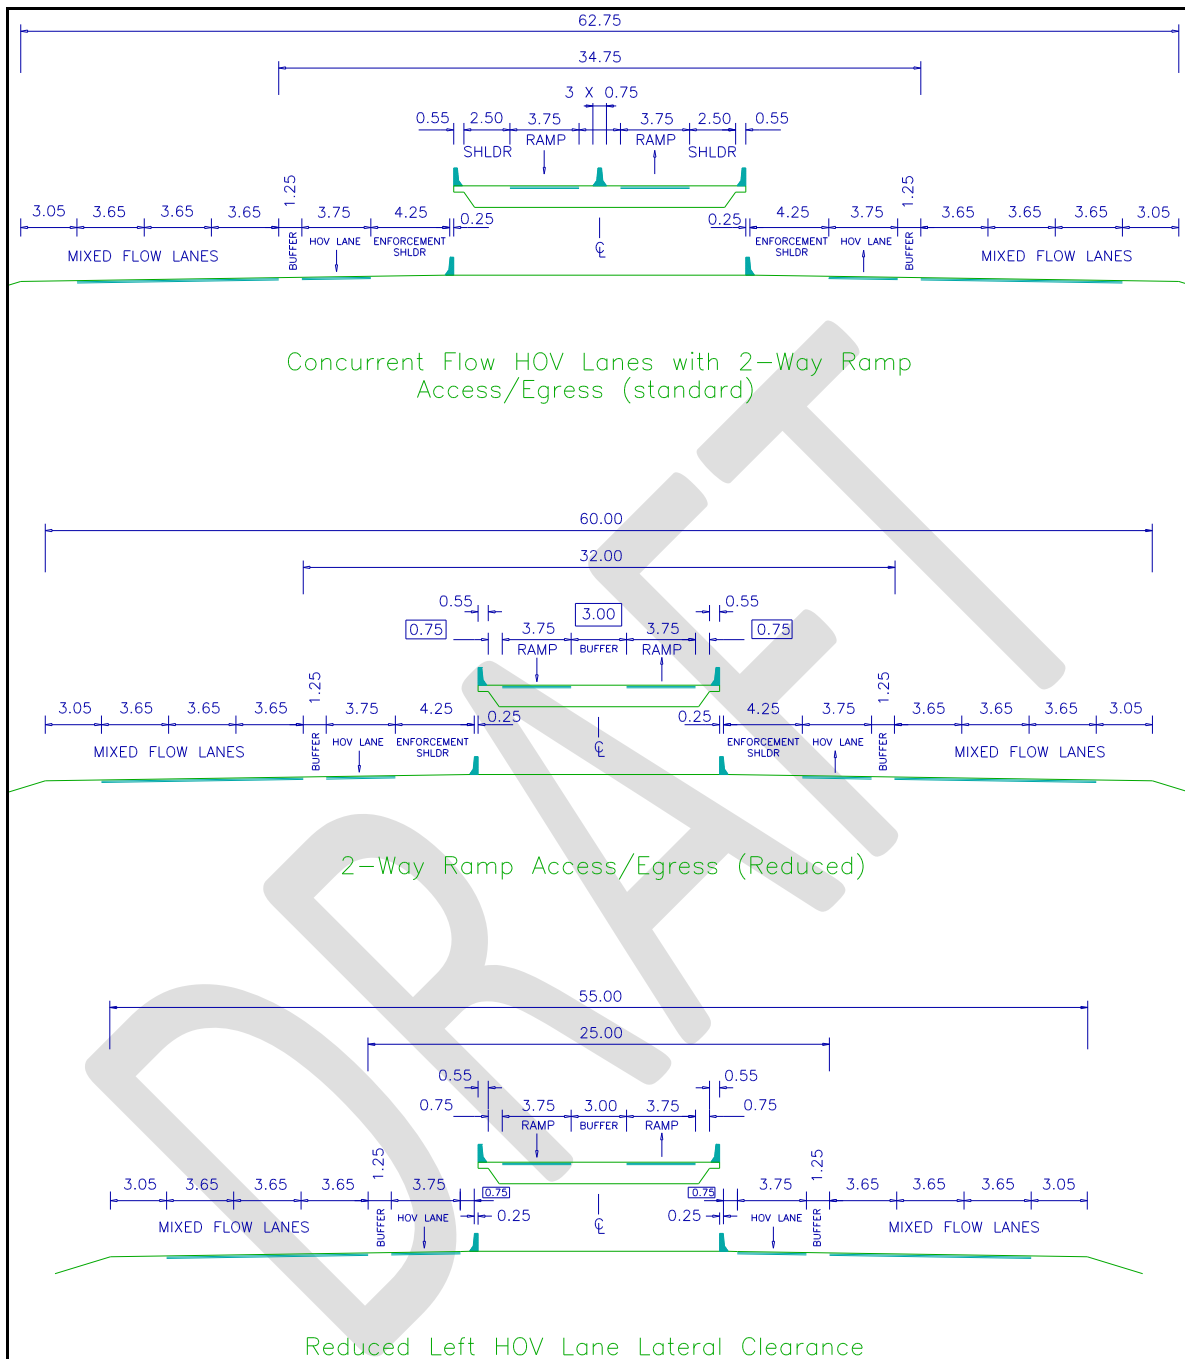 62.75
34.75
3 X 0.75
0.55 2.50 3.75 3.75 2.50 0.55
SHLDR RAMP RAMP SHLDR
3.05 3.65 3.65 3.65 1.25 3.75 4.25 0.25 0.25 4.25 3.75 1.25 3.65 3.65 3.65 3.05
MIXED FLOW LANES BUFFER HOV LANE ENFORCEMENT SHLDR ℄ ENFORCEMENT SHLDR HOV LANE BUFFER MIXED FLOW LANES
Concurrent Flow HOV Lanes with 2-Way Ramp
Access/Egress (standard)
60.00
32.00
0.55 3.00 0.55
0.75 3.75 3.75 0.75
RAMP BUFFER RAMP
3.05 3.65 3.65 3.65 1.25 3.75 4.25 0.25 0.25 4.25 3.75 1.25 3.65 3.65 3.65 3.05
MIXED FLOW LANES BUFFER HOV LANE ENFORCEMENT SHLDR ℄ ENFORCEMENT SHLDR HOV LANE BUFFER MIXED FLOW LANES
2-Way Ramp Access/Egress (Reduced)
55.00
25.00
0.55 0.55
0.75 3.75 3.00 3.75 0.75
RAMP BUFFER RAMP
3.05 3.65 3.65 3.65 1.25 3.75 0.75 0.75 3.75 1.25 3.65 3.65 3.65 3.05
MIXED FLOW LANES BUFFER HOV LANE 0.25 ℄ 0.25 HOV LANE BUFFER MIXED FLOW LANES
Reduced Left HOV Lane Lateral Clearance
DRAFT